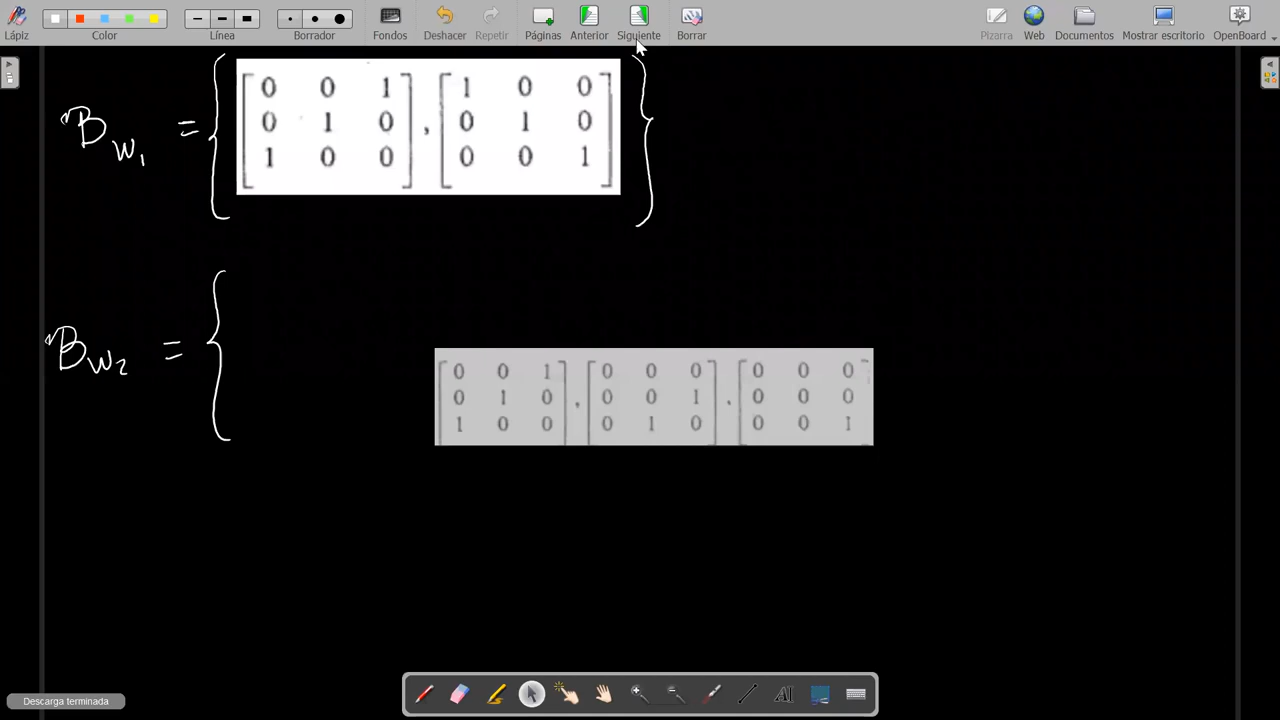 Lápiz Color Línea Borrador Fondos Deshacer Repetir Páginas Anterior Siguiente Borrar Pizarra Web Documentos Mostrar escritorio OpenBoard
B_{W_1} = { [0 0 1
0 1 0
1 0 0] , [1 0 0
0 1 0
0 0 1] }
B_{W_2} = {
[0 0 1
0 1 0
1 0 0] , [0 0 0
0 0 1
0 1 0] , [0 0 0
0 0 0
0 0 1]
AI
Descarga terminada